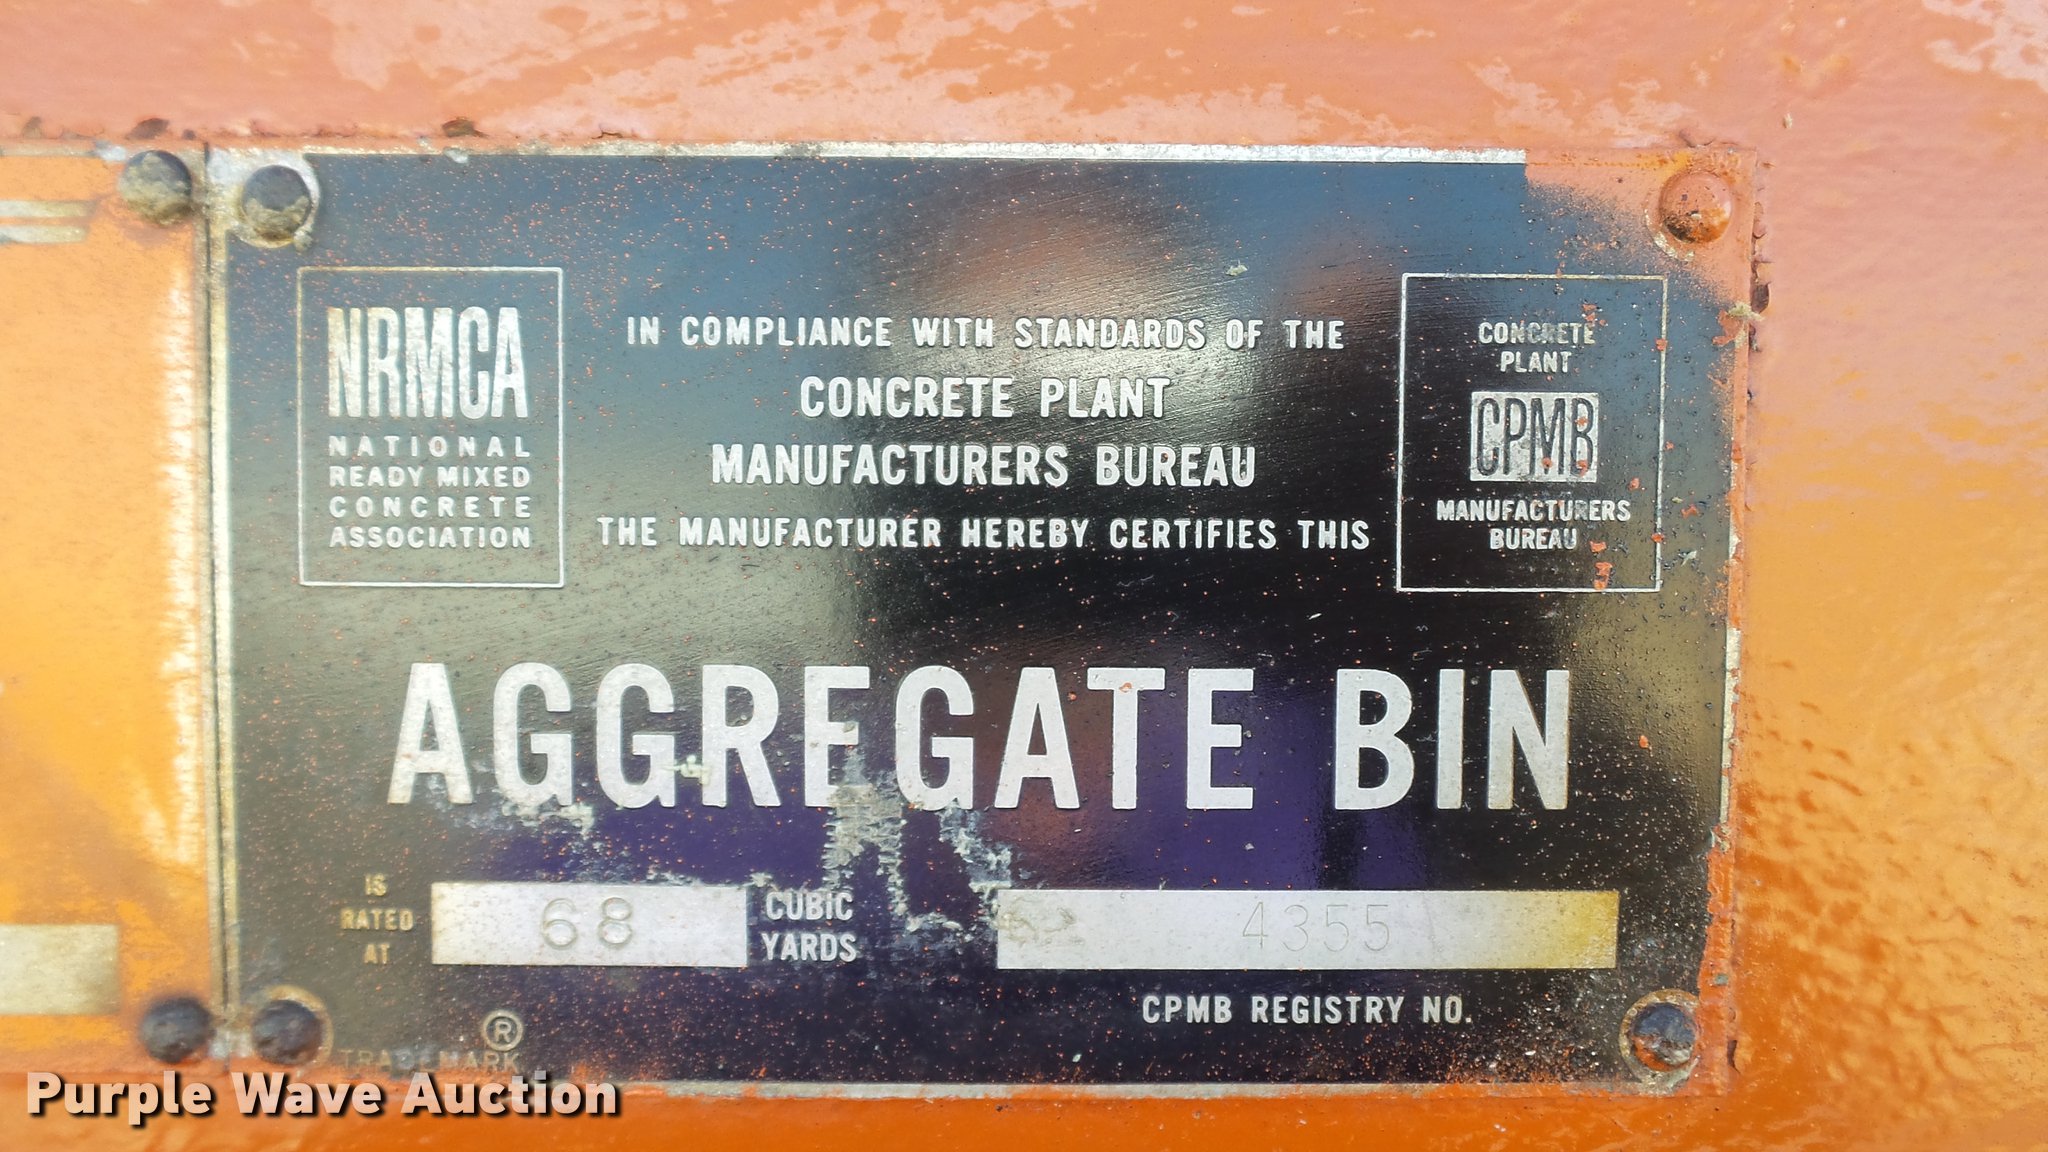 NRMCA
NATIONAL
READY MIXED
CONCRETE
ASSOCIATION
IN COMPLIANCE WITH STANDARDS OF THE
CONCRETE PLANT
MANUFACTURERS BUREAU
THE MANUFACTURER HEREBY CERTIFIES THIS
CONCRETE
PLANT
CPMB
MANUFACTURERS
BUREAU
AGGREGATE BIN
IS
RATED
AT
68
CUBIC
YARDS
4355
CPMB REGISTRY NO.
®
TRADEMARK
Purple Wave Auction